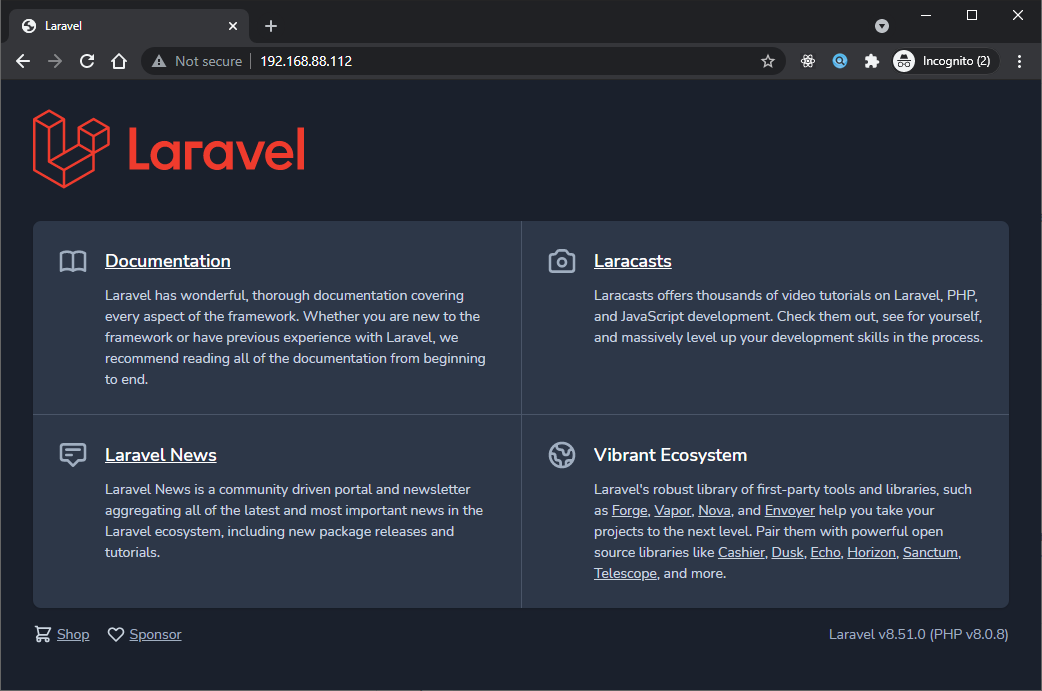 Laravel
Not secure 192.168.88.112
Incognito (2)
Laravel
Documentation
Laravel has wonderful, thorough documentation covering
every aspect of the framework. Whether you are new to the
framework or have previous experience with Laravel, we
recommend reading all of the documentation from beginning
to end.
Laracasts
Laracasts offers thousands of video tutorials on Laravel, PHP,
and JavaScript development. Check them out, see for yourself,
and massively level up your development skills in the process.
Laravel News
Laravel News is a community driven portal and newsletter
aggregating all of the latest and most important news in the
Laravel ecosystem, including new package releases and
tutorials.
Vibrant Ecosystem
Laravel's robust library of first-party tools and libraries, such
as Forge, Vapor, Nova, and Envoyer help you take your
projects to the next level. Pair them with powerful open
source libraries like Cashier, Dusk, Echo, Horizon, Sanctum,
Telescope, and more.
Shop Sponsor
Laravel v8.51.0 (PHP v8.0.8)